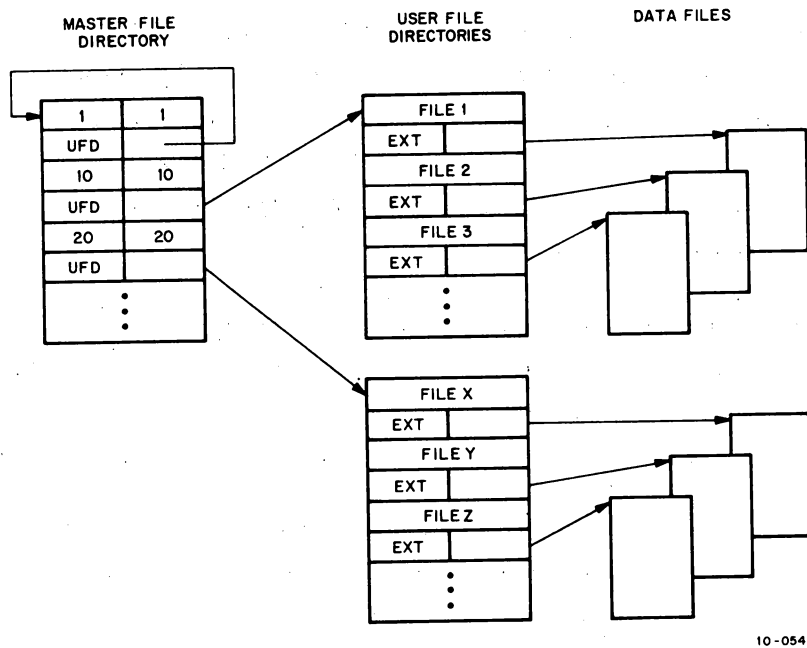 MASTER FILE
DIRECTORY
USER FILE
DIRECTORIES
DATA FILES
1 1
UFD
10 10
UFD
20 20
UFD
FILE 1
EXT
FILE 2
EXT
FILE 3
EXT
FILE X
EXT
FILE Y
EXT
FILE Z
EXT
10-054